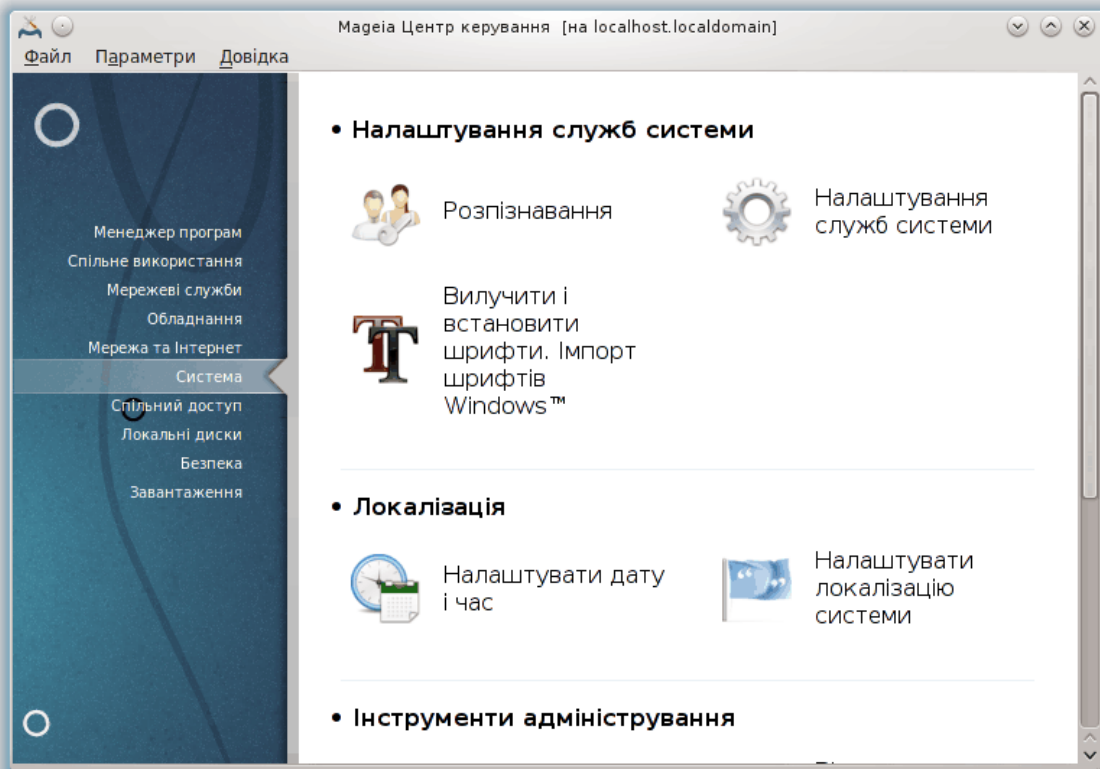 Mageia Центр керування [на localhost.localdomain]
Файл Параметри Довідка
Менеджер програм
Спільне використання
Мережеві служби
Обладнання
Мережа та Інтернет
Система
Спільний доступ
Локальні диски
Безпека
Завантаження
• Налаштування служб системи
Розпізнавання
Налаштування
служб системи
Вилучити і
встановити
шрифти. Імпорт
шрифтів
Windows™
• Локалізація
Налаштувати дату
і час
Налаштувати
локалізацію
системи
• Інструменти адміністрування